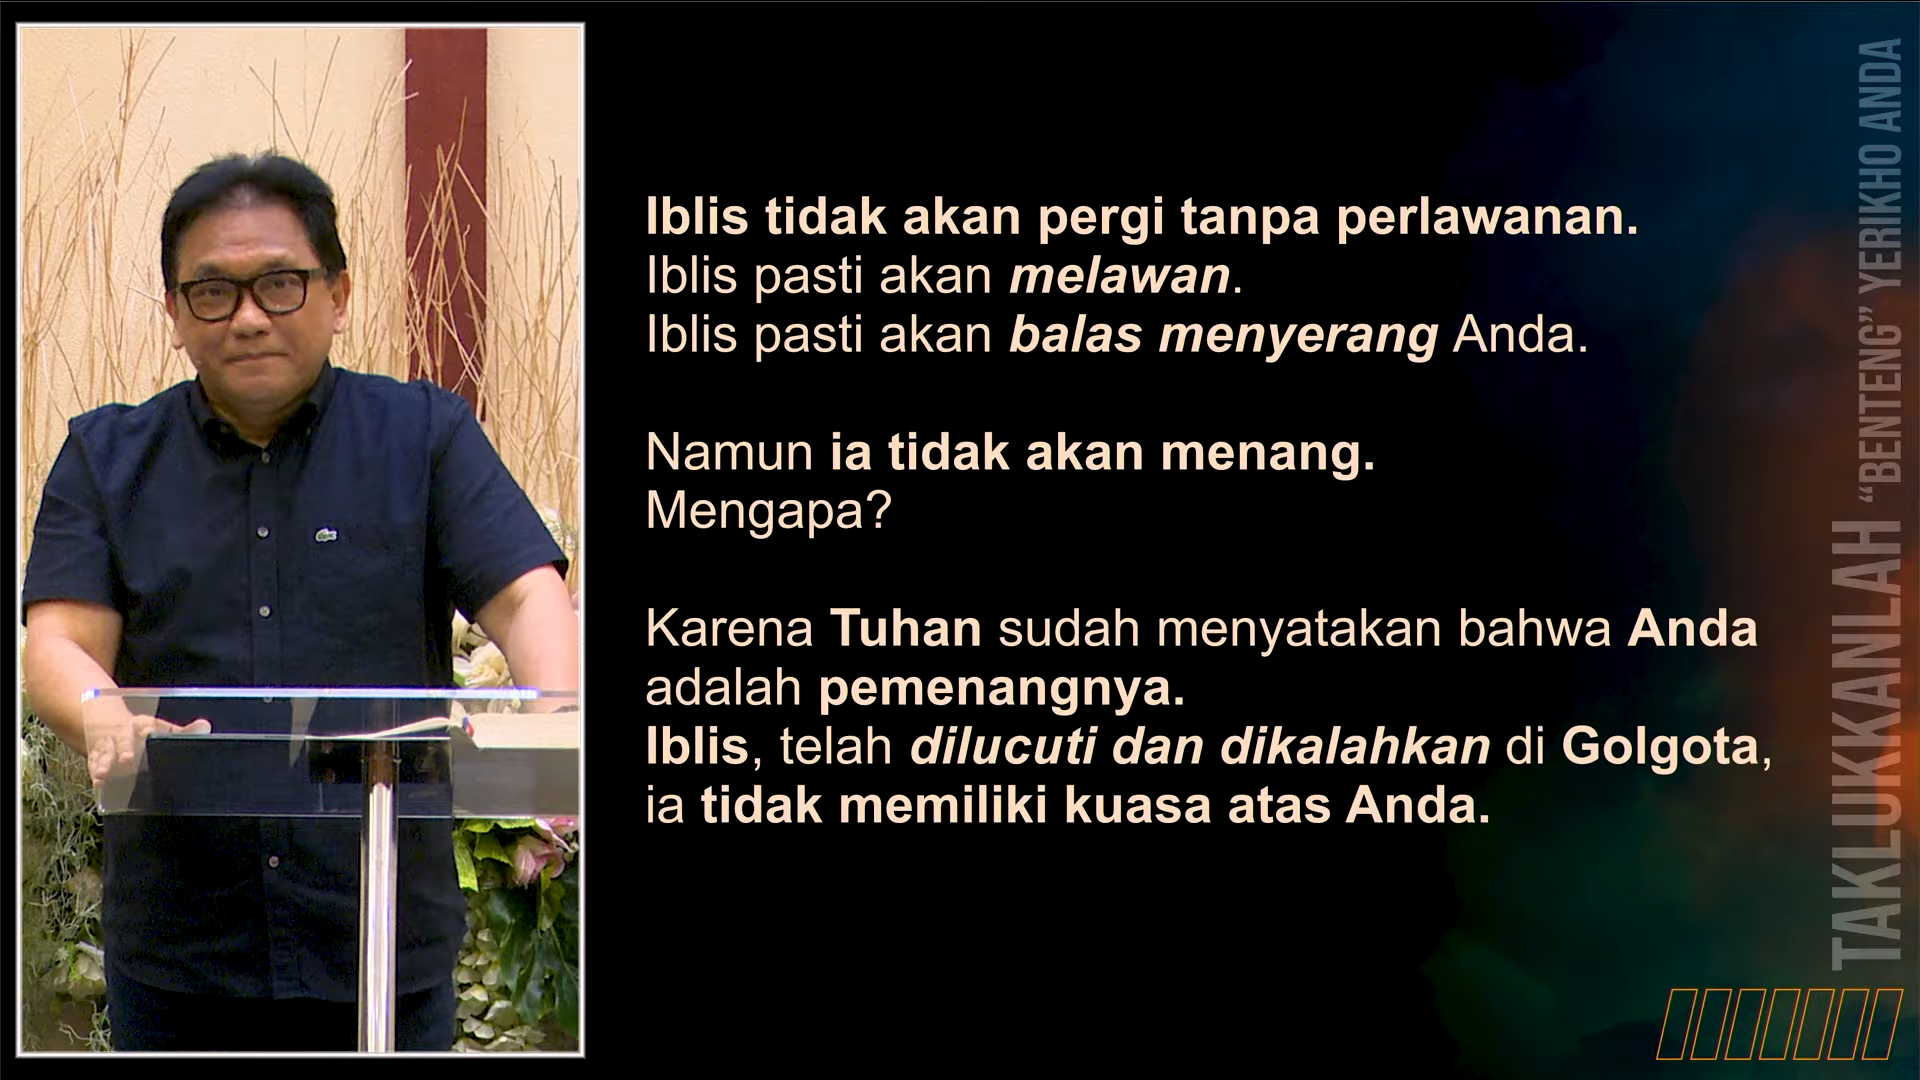 Iblis tidak akan pergi tanpa perlawanan.
Iblis pasti akan melawan.
Iblis pasti akan balas menyerang Anda.
Namun ia tidak akan menang.
Mengapa?
Karena Tuhan sudah menyatakan bahwa Anda
adalah pemenangnya.
Iblis, telah dilucuti dan dikalahkan di Golgota,
ia tidak memiliki kuasa atas Anda.
TAKLUKKANLAH “BENTENG” YERIKHO ANDA